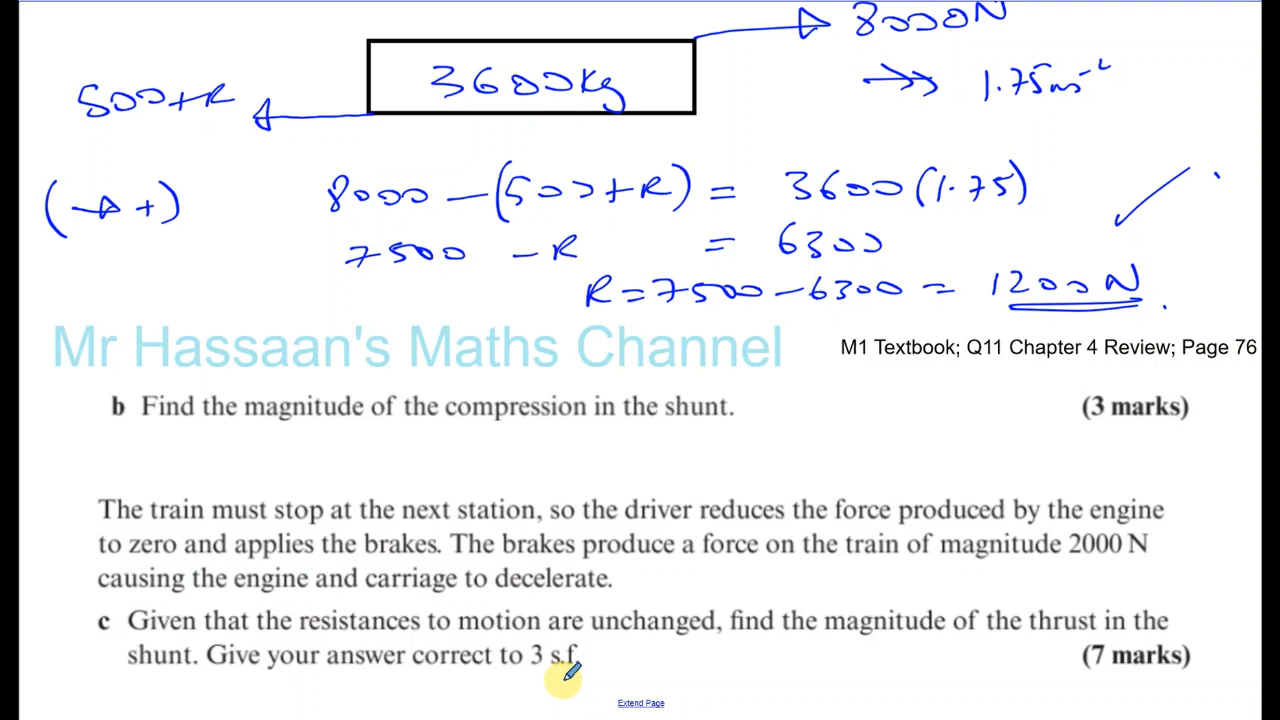 8000N
3600kg
500+R
1.75ms⁻²
(→ +)
8000 - (500+R) = 3600(1.75)
7500 - R = 6300
R = 7500 - 6300 = 1200N
Mr Hassaan's Maths Channel
M1 Textbook; Q11 Chapter 4 Review; Page 76
b Find the magnitude of the compression in the shunt. (3 marks)
The train must stop at the next station, so the driver reduces the force produced by the engine
to zero and applies the brakes. The brakes produce a force on the train of magnitude 2000 N
causing the engine and carriage to decelerate.
c Given that the resistances to motion are unchanged, find the magnitude of the thrust in the
shunt. Give your answer correct to 3 s.f. (7 marks)
Extend Page